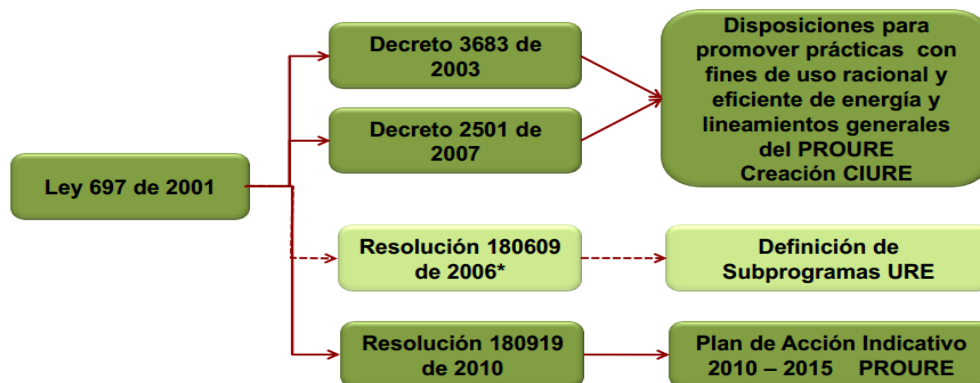 Ley 697 de 2001
Decreto 3683 de
2003
Decreto 2501 de
2007
Disposiciones para
promover prácticas con
fines de uso racional y
eficiente de energía y
lineamientos generales
del PROURE
Creación CIURE
Resolución 180609
de 2006*
Definición de
Subprogramas URE
Resolución 180919
de 2010
Plan de Acción Indicativo
2010 – 2015 PROURE